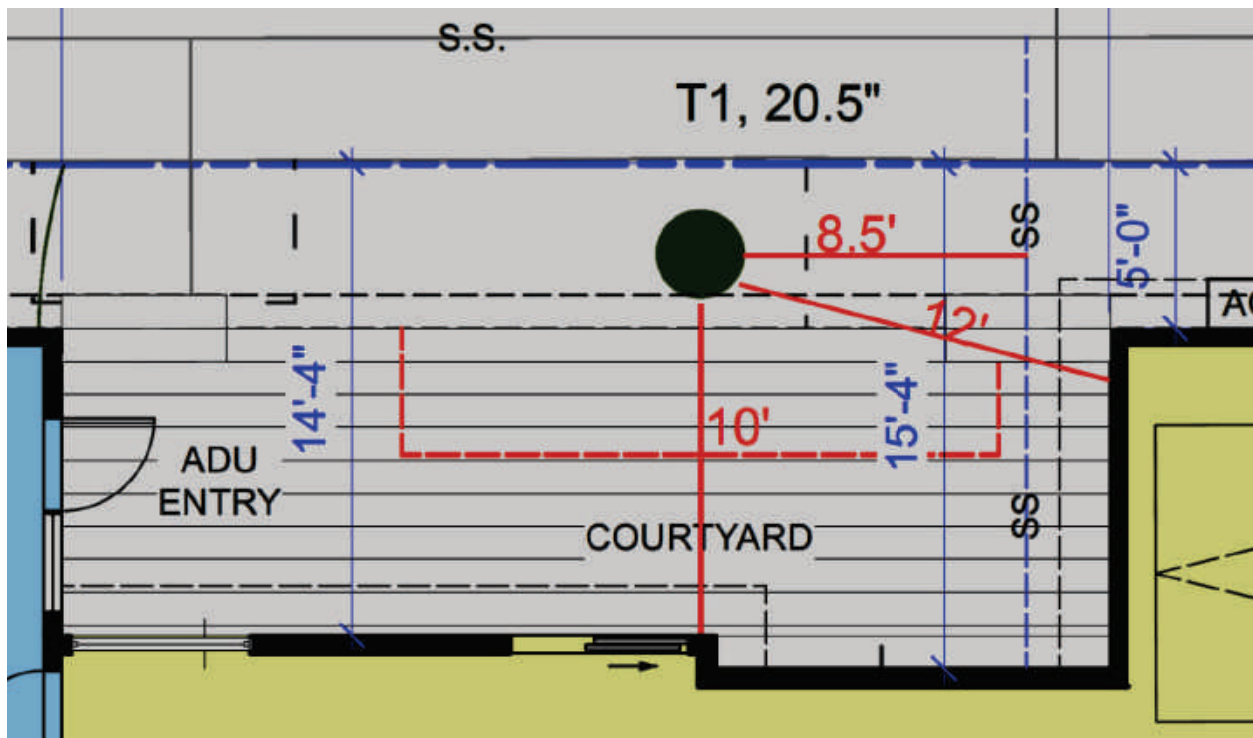 S.S.
T1, 20.5"
8.5'
SS
5'-0"
12'
14'-4"
10'
15'-4"
ADU
ENTRY
COURTYARD
SS